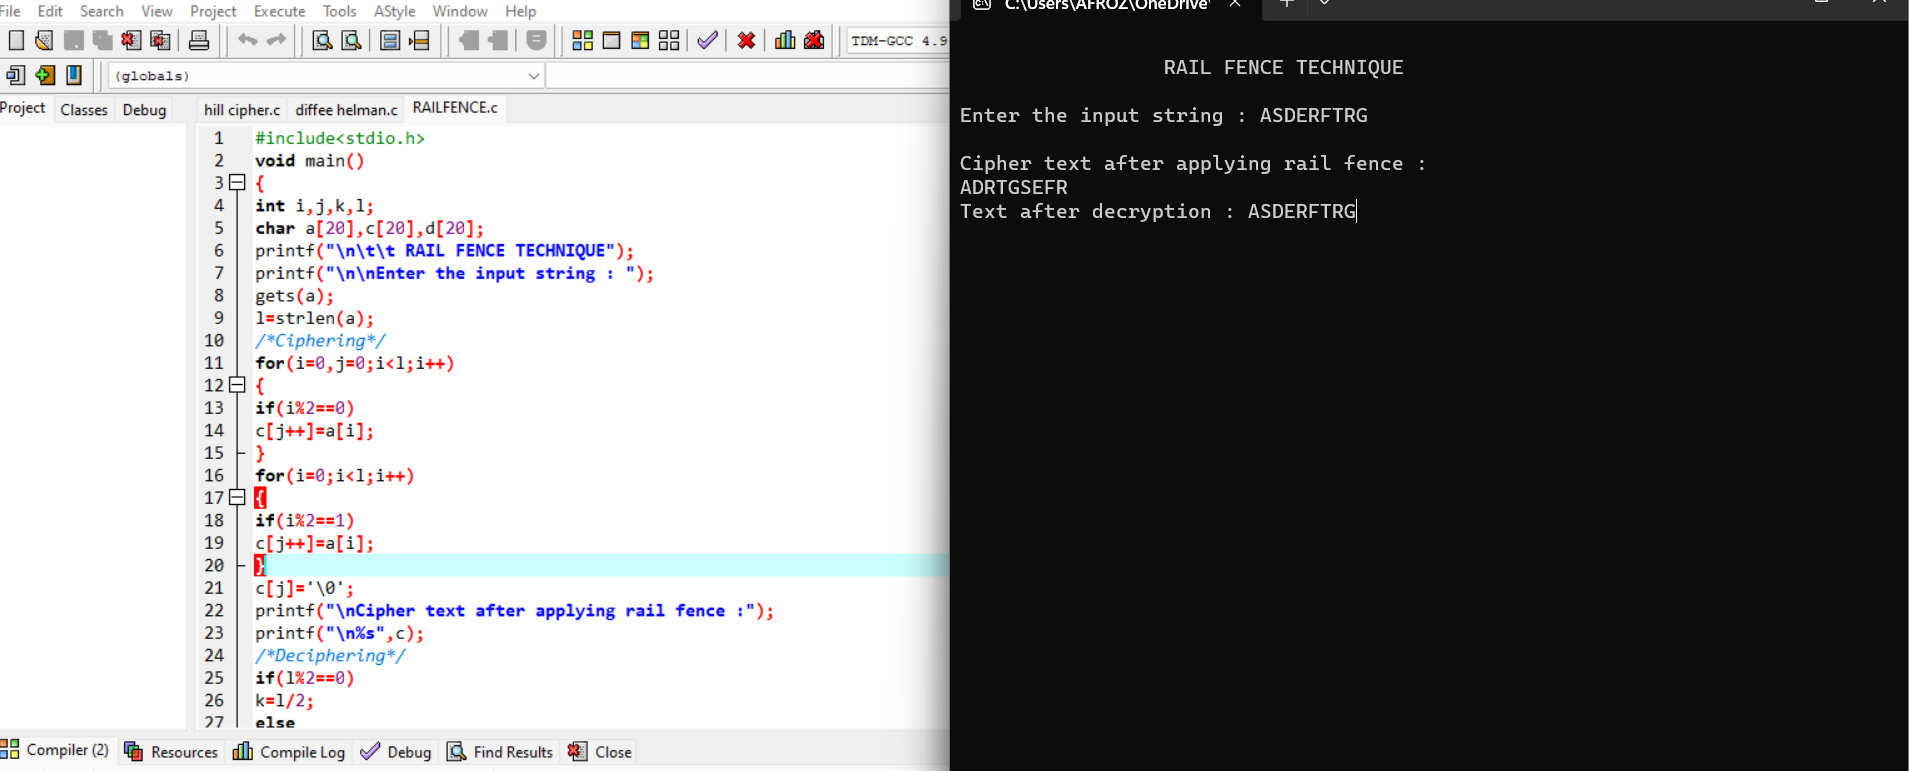 File Edit Search View Project Execute Tools AStyle Window Help
TDM-GCC 4.9
(globals)
Project Classes Debug
hill cipher.c diffee helman.c RAILFENCE.c
1 #include<stdio.h>
2 void main()
3 {
4 int i,j,k,l;
5 char a[20],c[20],d[20];
6 printf("\n\t\t RAIL FENCE TECHNIQUE");
7 printf("\n\nEnter the input string : ");
8 gets(a);
9 l=strlen(a);
10 /*Ciphering*/
11 for(i=0,j=0;i<l;i++)
12 {
13 if(i%2==0)
14 c[j++]=a[i];
15 }
16 for(i=0;i<l;i++)
17 {
18 if(i%2==1)
19 c[j++]=a[i];
20 }
21 c[j]='\0';
22 printf("\nCipher text after applying rail fence :");
23 printf("\n%s",c);
24 /*Deciphering*/
25 if(l%2==0)
26 k=l/2;
27 else
Compiler (2) Resources Compile Log Debug Find Results Close
C:\Users\AFROZ\OneDrive'
RAIL FENCE TECHNIQUE
Enter the input string : ASDERFTRG
Cipher text after applying rail fence :
ADRTGSEFR
Text after decryption : ASDERFTRG